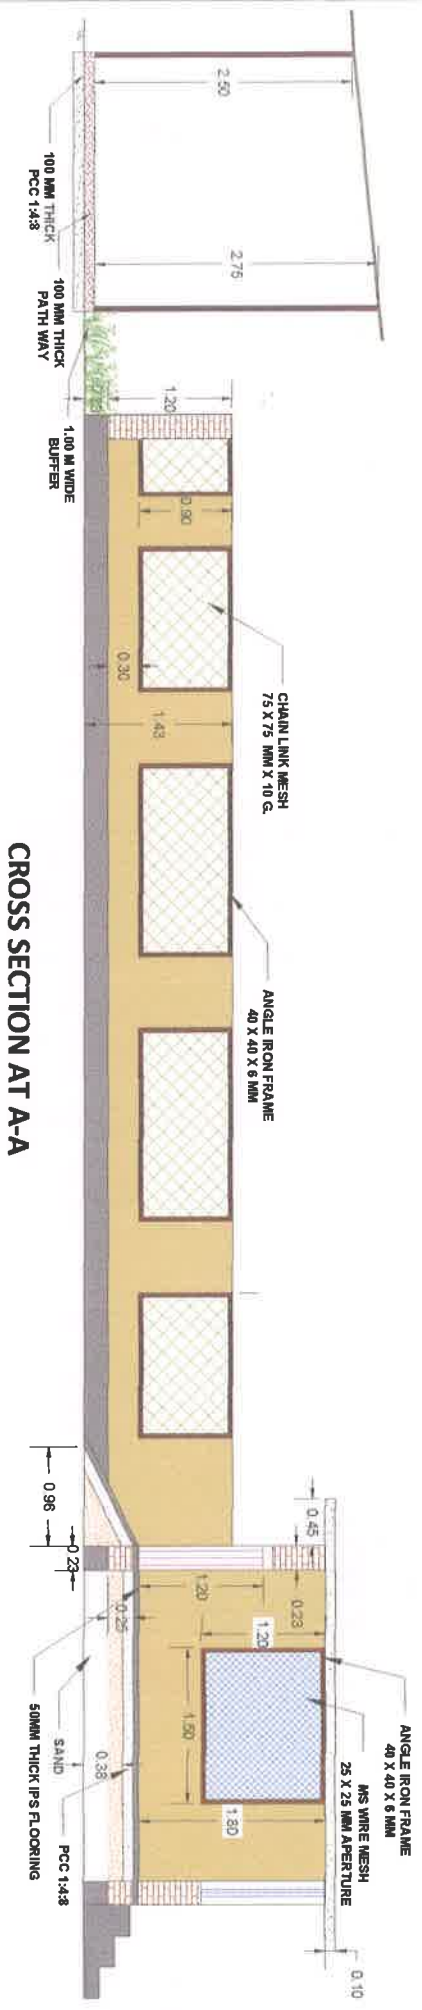 2.50
2.75
100 MM THICK
PCC 1:4:8
100 MM THICK
PATH WAY
1.00 M WIDE
BUFFER
1.20
0.90
0.30
1.43
CHAIN LINK MESH
75 X 75 MM X 10 G.
ANGLE IRON FRAME
40 X 40 X 6 MM
CROSS SECTION AT A-A
0.96
0.23
0.45
0.23
1.20
1.20
0.25
1.50
1.80
0.38
ANGLE IRON FRAME
40 X 40 X 6 MM
MS WIRE MESH
25 X 25 MM APERTURE
0.10
PCC 1:4:8
SAND
50MM THICK IPS FLOORING